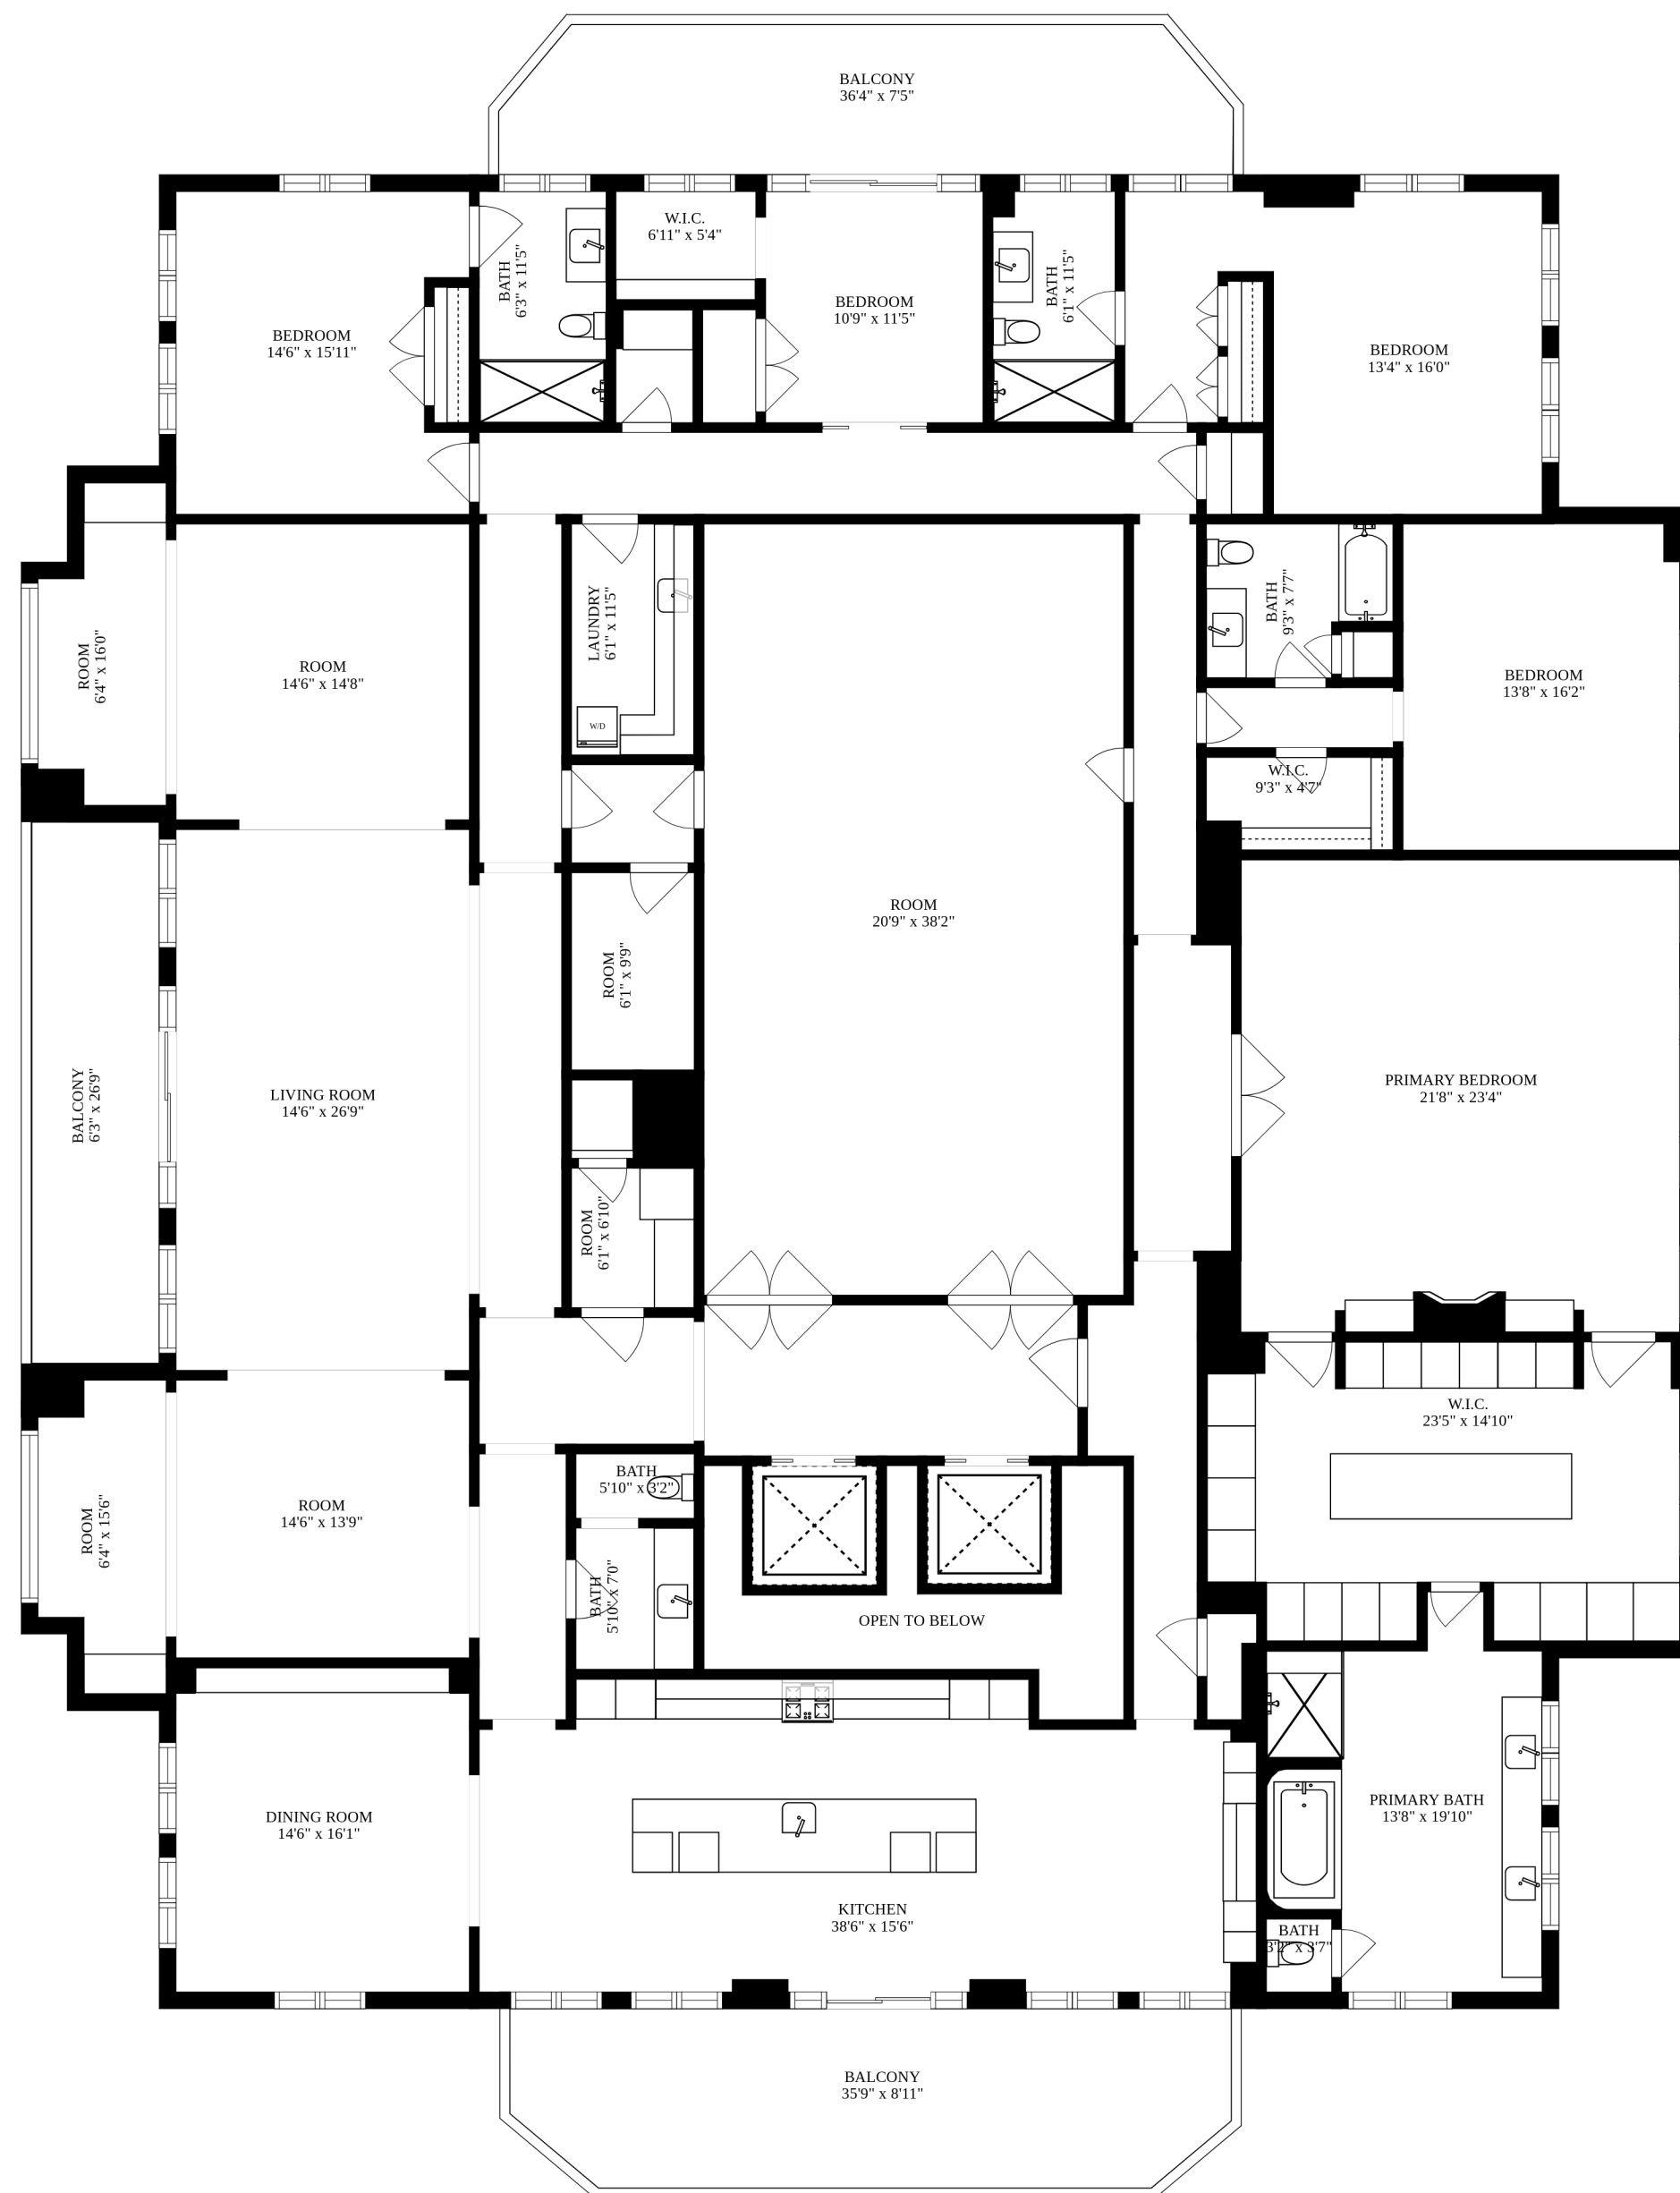 BALCONY
36'4" x 7'5"
W.I.C.
6'11" x 5'4"
BATH
6'3" x 11'5"
BEDROOM
10'9" x 11'5"
BATH
6'1" x 11'5"
BEDROOM
14'6" x 15'11"
BEDROOM
13'4" x 16'0"
ROOM
6'4" x 16'0"
ROOM
14'6" x 14'8"
LAUNDRY
6'1" x 11'5"
W/D
BATH
9'3" x 7'7"
BEDROOM
13'8" x 16'2"
W.I.C.
9'3" x 4'7"
ROOM
20'9" x 38'2"
ROOM
6'1" x 9'9"
BALCONY
6'3" x 26'9"
LIVING ROOM
14'6" x 26'9"
PRIMARY BEDROOM
21'8" x 23'4"
ROOM
6'1" x 6'10"
W.I.C.
23'5" x 14'10"
BATH
5'10" x 3'2"
ROOM
6'4" x 15'6"
ROOM
14'6" x 13'9"
BATH
5'10" x 7'0"
OPEN TO BELOW
DINING ROOM
14'6" x 16'1"
PRIMARY BATH
13'8" x 19'10"
KITCHEN
38'6" x 15'6"
BATH
3'2" x 3'7"
BALCONY
35'9" x 8'11"